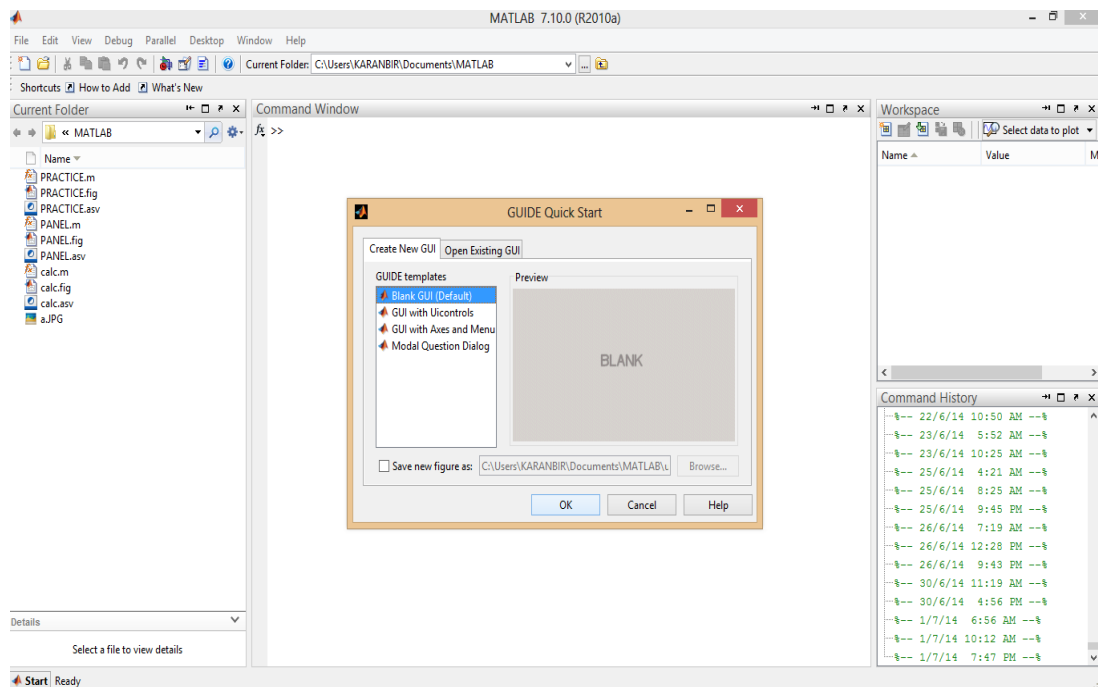 MATLAB 7.10.0 (R2010a)
File Edit View Debug Parallel Desktop Window Help
Current Folder: C:\Users\KARANBIR\Documents\MATLAB
Shortcuts How to Add What's New
Current Folder
« MATLAB
Name
PRACTICE.m
PRACTICE.fig
PRACTICE.asv
PANEL.m
PANEL.fig
PANEL.asv
calc.m
calc.fig
calc.asv
a.JPG
Details
Select a file to view details
Command Window
fx >>
GUIDE Quick Start
Create New GUI Open Existing GUI
GUIDE templates
Blank GUI (Default)
GUI with Uicontrols
GUI with Axes and Menu
Modal Question Dialog
Preview
BLANK
Save new figure as: C:\Users\KARANBIR\Documents\MATLAB\u Browse...
OK Cancel Help
Workspace
Select data to plot
Name Value M
Command History
%-- 22/6/14 10:50 AM --%
%-- 23/6/14 5:52 AM --%
%-- 23/6/14 10:25 AM --%
%-- 25/6/14 4:21 AM --%
%-- 25/6/14 8:25 AM --%
%-- 25/6/14 9:45 PM --%
%-- 26/6/14 7:19 AM --%
%-- 26/6/14 12:28 PM --%
%-- 26/6/14 9:43 PM --%
%-- 30/6/14 11:19 AM --%
%-- 30/6/14 4:56 PM --%
%-- 1/7/14 6:56 AM --%
%-- 1/7/14 10:12 AM --%
%-- 1/7/14 7:47 PM --%
Start Ready